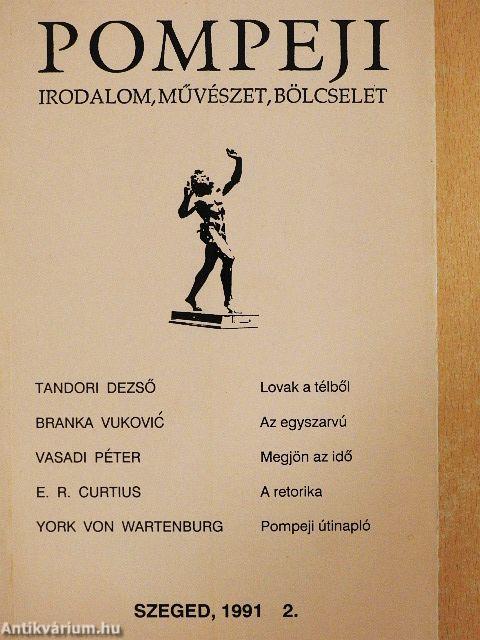 POMPEJI
IRODALOM, MŰVÉSZET, BÖLCSELET
TANDORI DEZSŐ Lovak a télből
BRANKA VUKOVIĆ Az egyszarvú
VASADI PÉTER Megjön az idő
E. R. CURTIUS A retorika
YORK VON WARTENBURG Pompeji útinapló
SZEGED, 1991 2.
Antikvárium.hu